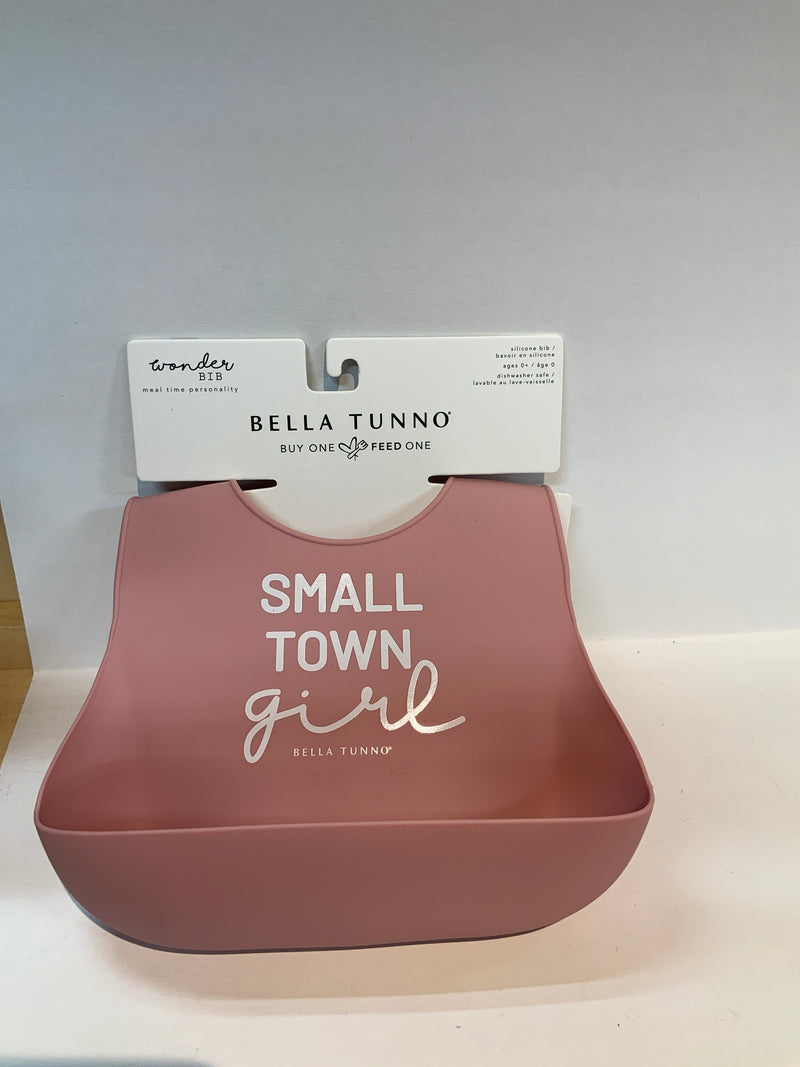 wonder
BIB
meal time personality
silicone bib /
bavoir en silicone
ages 0+ / âge 0
dishwasher safe /
lavable au lave-vaisselle
BELLA TUNNO®
BUY ONE FEED ONE
SMALL
TOWN
girl
BELLA TUNNO®